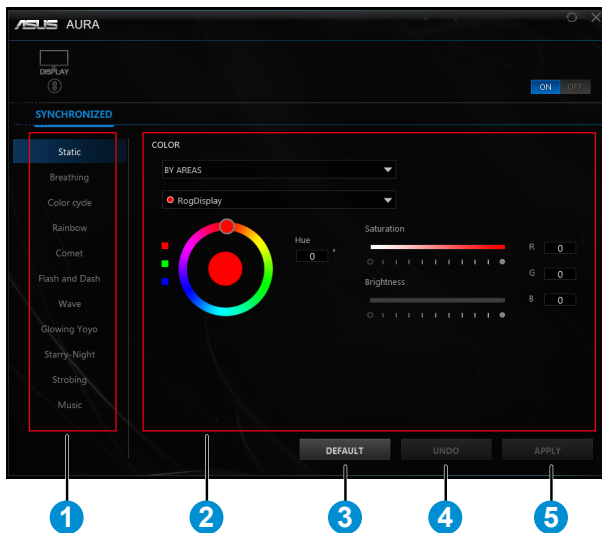 ASUS AURA
DISPLAY
ON OFF
SYNCHRONIZED
Static
Breathing
Color cycle
Rainbow
Comet
Flash and Dash
Wave
Glowing Yoyo
Starry-Night
Strobing
Music
COLOR
BY AREAS
RogDisplay
Hue
0 °
Saturation
Brightness
R 0
G 0
B 0
DEFAULT
UNDO
APPLY
1
2
3
4
5